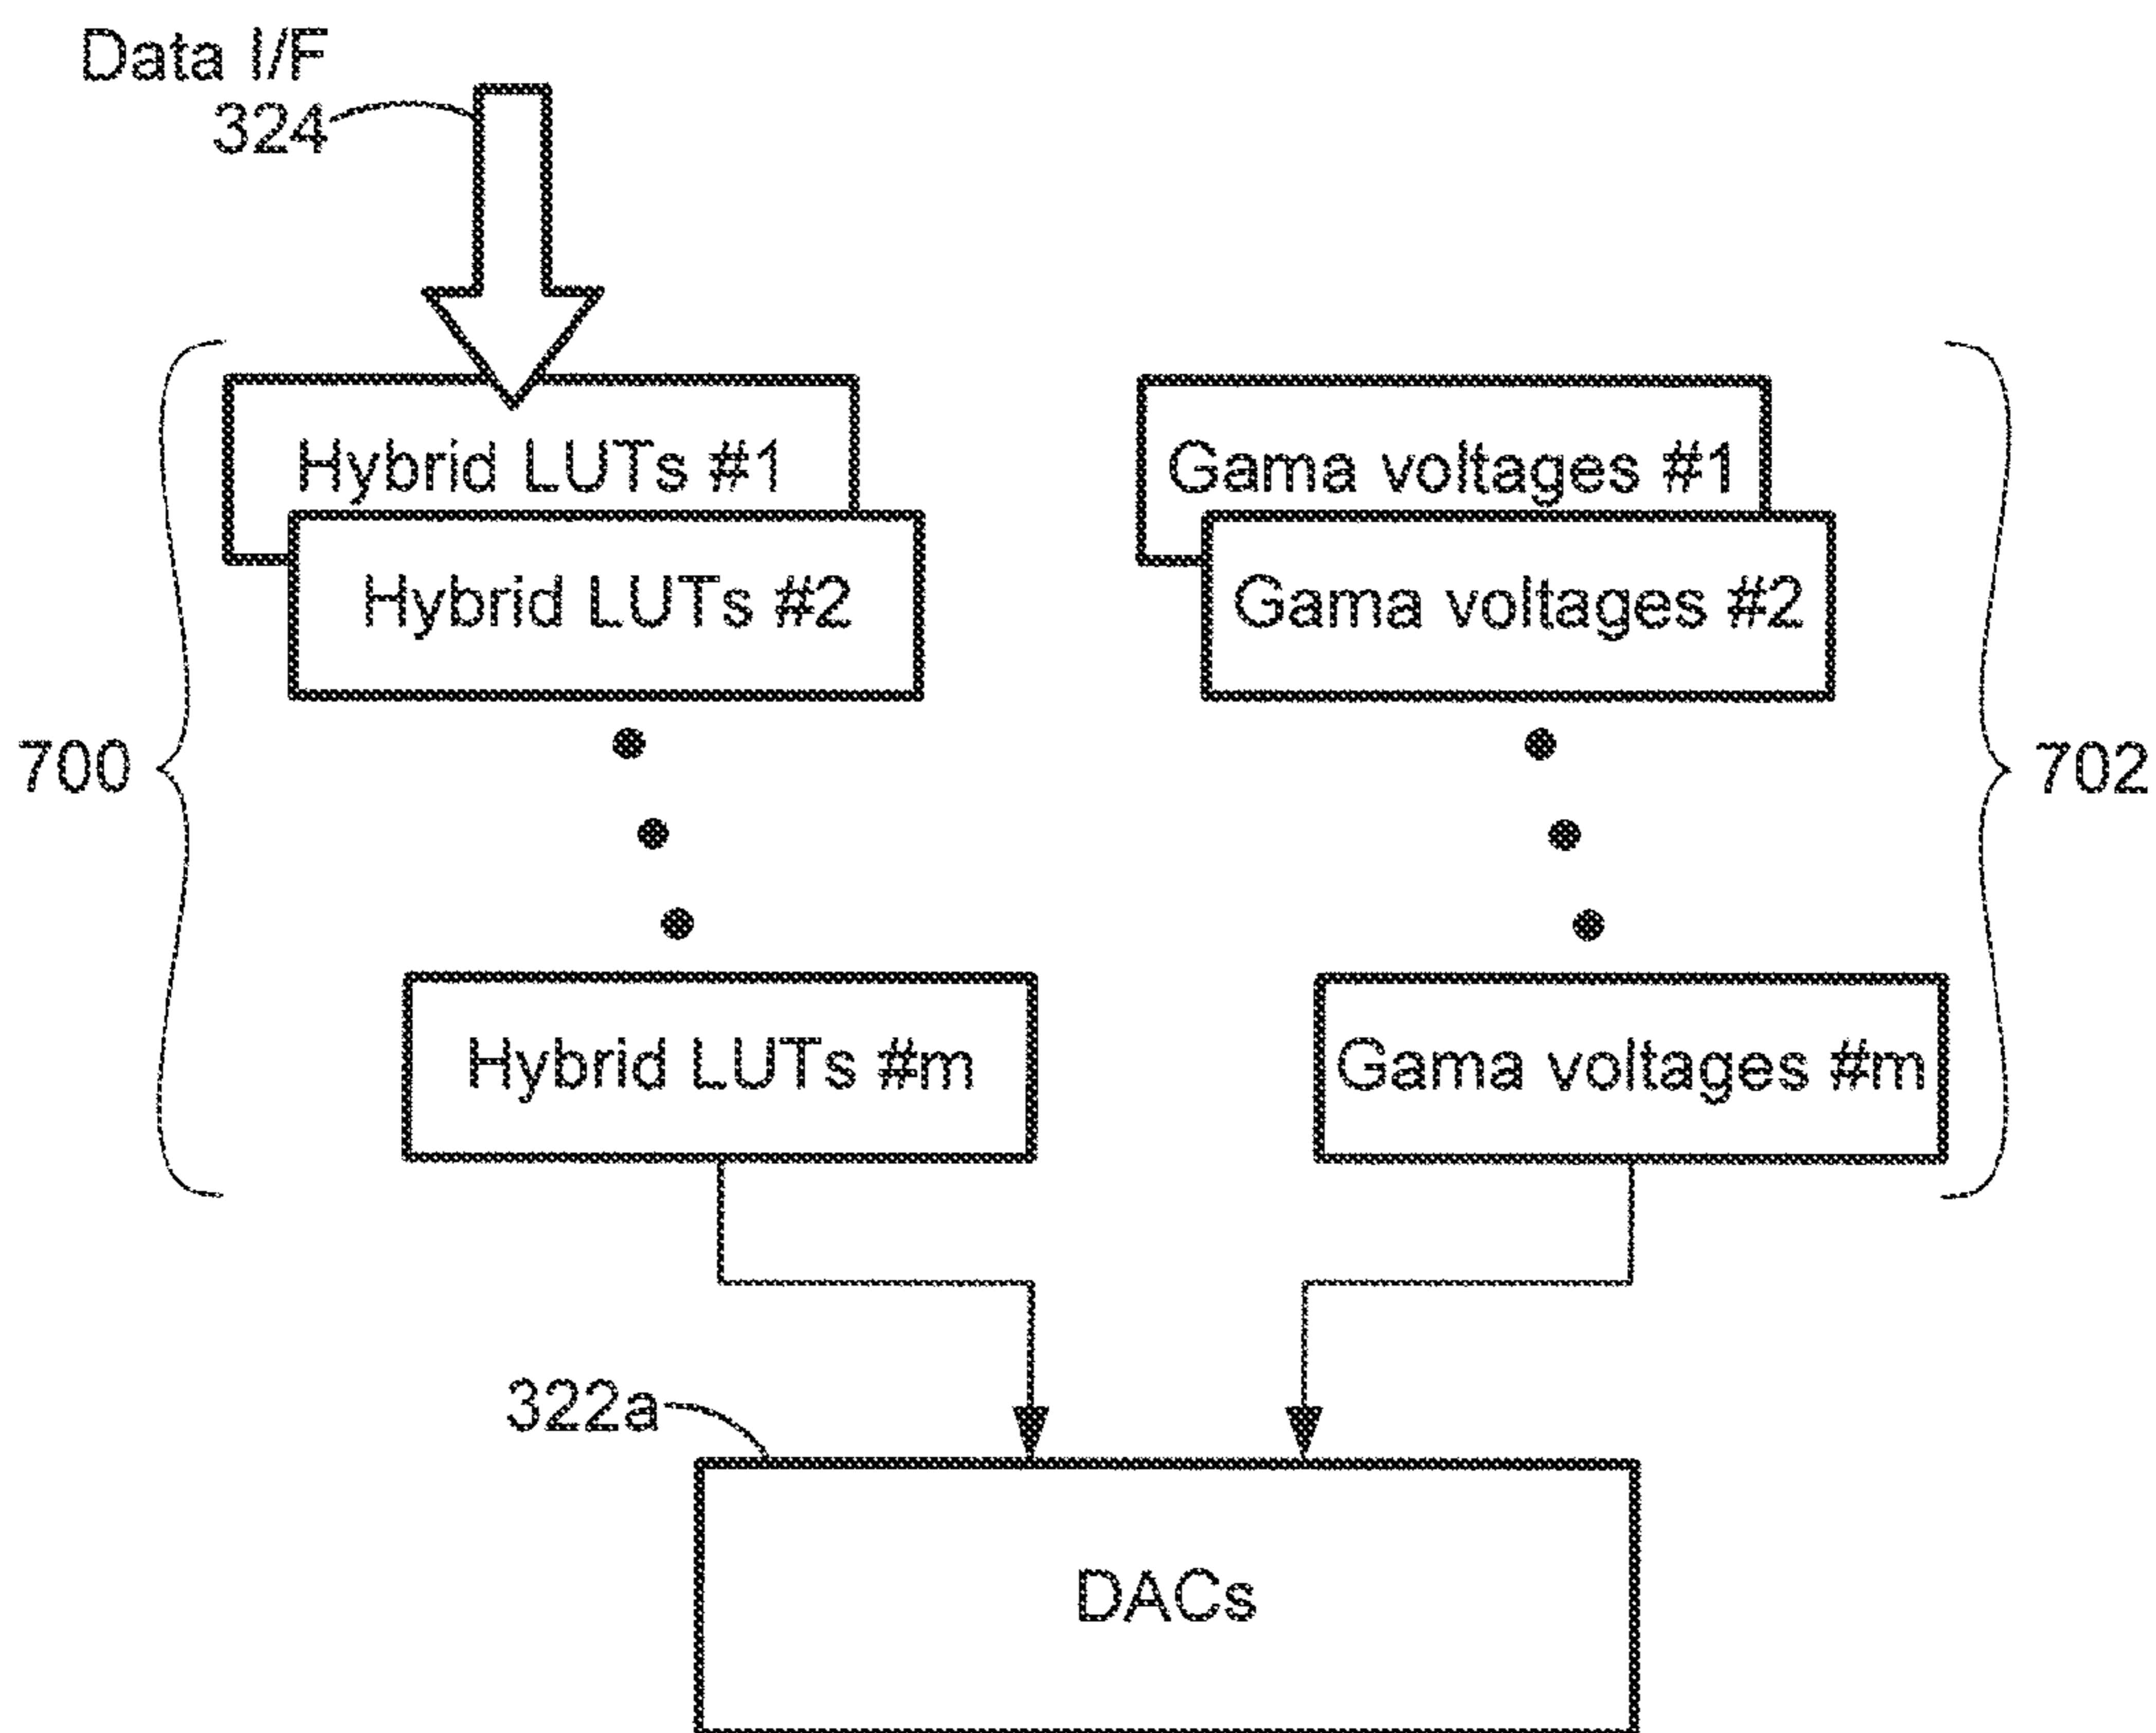 Data I/F
324
Hybrid LUTs #1
Gama voltages #1
Hybrid LUTs #2
Gama voltages #2
700
702
Hybrid LUTs #m
Gama voltages #m
322a
DACs